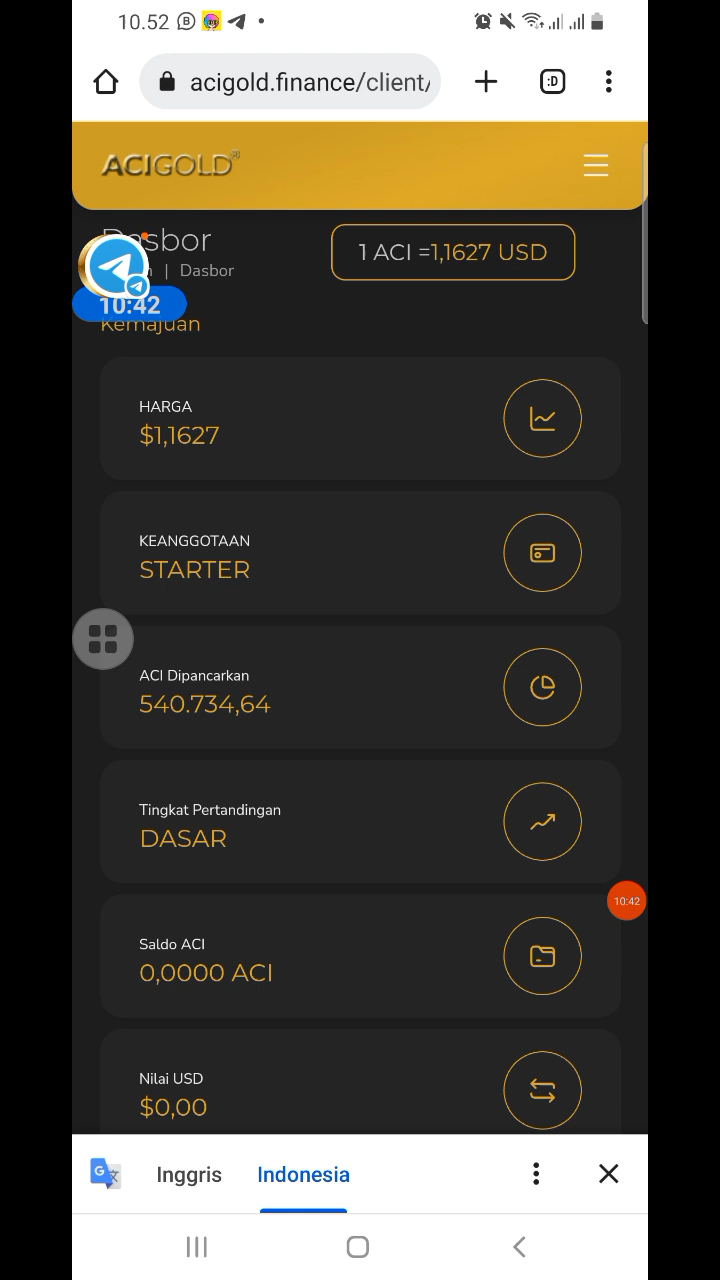 10.52
acigold.finance/client/
:D
ACIGOLD
Dasbor
1 ACI =1,1627 USD
| Dasbor
10:42
Kemajuan
HARGA
$1,1627
KEANGGOTAAN
STARTER
ACI Dipancarkan
540.734,64
Tingkat Pertandingan
DASAR
10:42
Saldo ACI
0,0000 ACI
Nilai USD
$0,00
Inggris
Indonesia